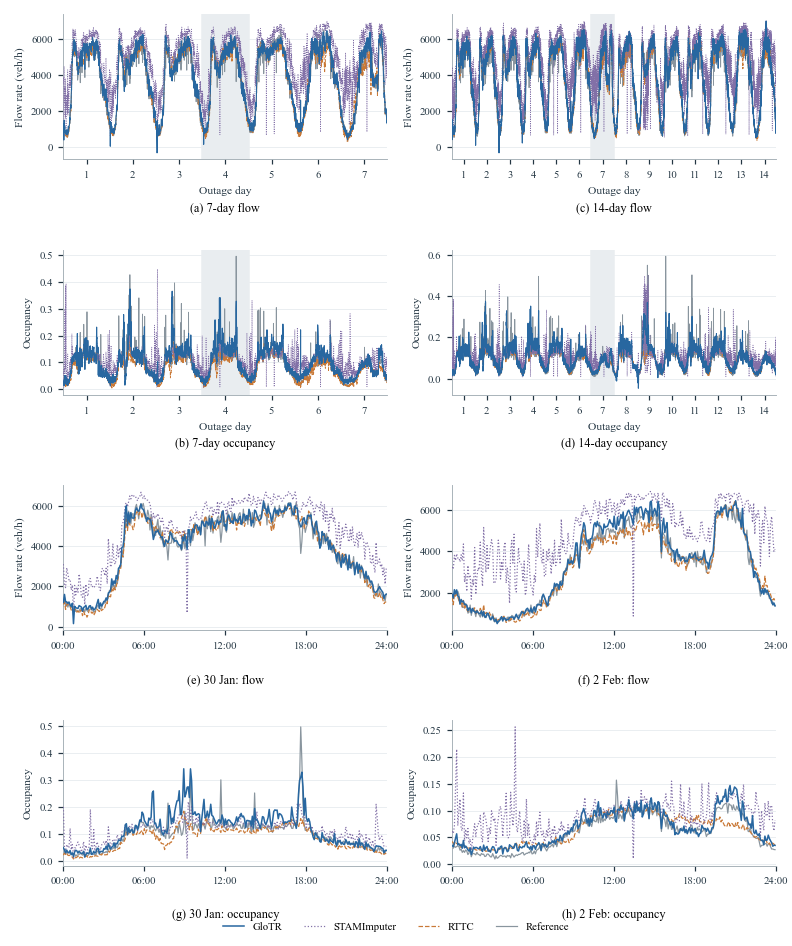 6000
4000
2000
0
Flow rate (veh/h)
1 2 3 4 5 6 7
Outage day
(a) 7-day flow
6000
4000
2000
0
Flow rate (veh/h)
1 2 3 4 5 6 7 8 9 10 11 12 13 14
Outage day
(c) 14-day flow
0.5
0.4
0.3
0.2
0.1
0.0
Occupancy
1 2 3 4 5 6 7
Outage day
(b) 7-day occupancy
0.6
0.4
0.2
0.0
Occupancy
1 2 3 4 5 6 7 8 9 10 11 12 13 14
Outage day
(d) 14-day occupancy
6000
4000
2000
0
Flow rate (veh/h)
00:00 06:00 12:00 18:00 24:00
(e) 30 Jan: flow
6000
4000
2000
Flow rate (veh/h)
00:00 06:00 12:00 18:00 24:00
(f) 2 Feb: flow
0.5
0.4
0.3
0.2
0.1
0.0
Occupancy
00:00 06:00 12:00 18:00 24:00
(g) 30 Jan: occupancy
0.25
0.20
0.15
0.10
0.05
0.00
Occupancy
00:00 06:00 12:00 18:00 24:00
(h) 2 Feb: occupancy
GloTR STAMImputer RTTC Reference